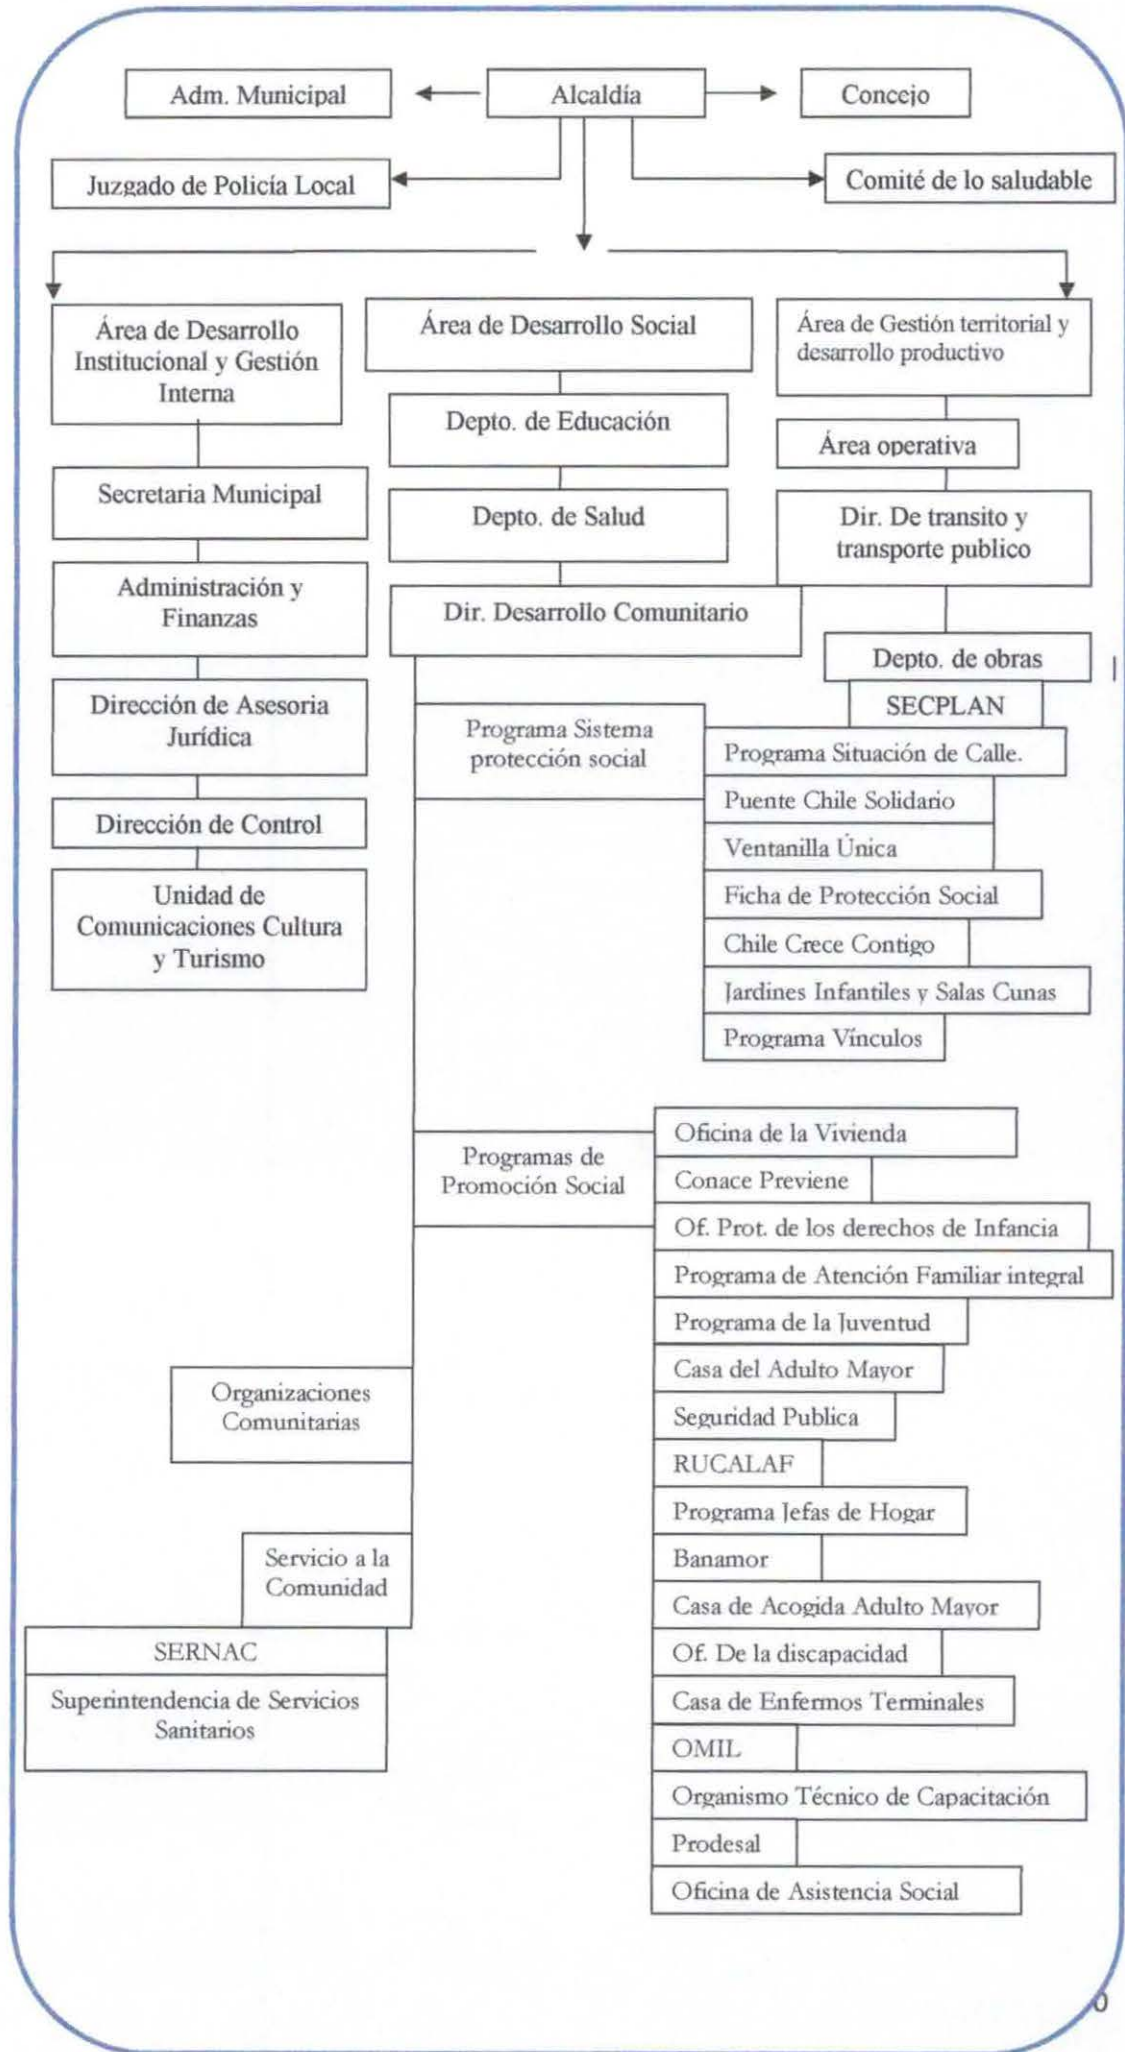 Adm. Municipal
Alcaldía
Concejo
Juzgado de Policía Local
Comité de lo saludable
Área de Desarrollo
Institucional y Gestión
Interna
Secretaria Municipal
Administración y
Finanzas
Dirección de Asesoria
Jurídica
Dirección de Control
Unidad de
Comunicaciones Cultura
y Turismo
Área de Desarrollo Social
Depto. de Educación
Depto. de Salud
Dir. Desarrollo Comunitario
Área de Gestión territorial y
desarrollo productivo
Área operativa
Dir. De transito y
transporte publico
Depto. de obras
SECPLAN
Programa Sistema
protección social
Programa Situación de Calle.
Puente Chile Solidario
Ventanilla Única
Ficha de Protección Social
Chile Crece Contigo
Jardines Infantiles y Salas Cunas
Programa Vínculos
Programas de
Promoción Social
Oficina de la Vivienda
Conace Previene
Of. Prot. de los derechos de Infancia
Programa de Atención Familiar integral
Programa de la Juventud
Casa del Adulto Mayor
Seguridad Publica
RUCALAF
Programa Jefas de Hogar
Banamor
Casa de Acogida Adulto Mayor
Of. De la discapacidad
Casa de Enfermos Terminales
OMIL
Organismo Técnico de Capacitación
Prodesal
Oficina de Asistencia Social
Organizaciones
Comunitarias
Servicio a la
Comunidad
SERNAC
Superintendencia de Servicios
Sanitarios
0